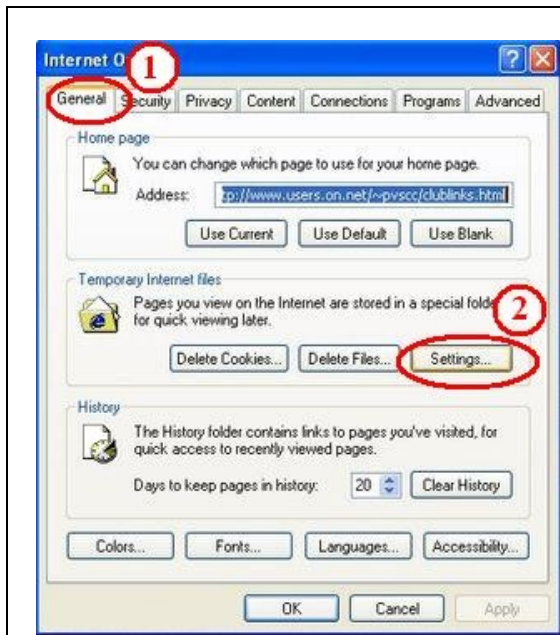 Internet O
1
General Security Privacy Content Connections Programs Advanced
Home page
You can change which page to use for your home page.
Address: tp://www.users.on.net/~pvscc/clublinks.html
Use Current Use Default Use Blank
Temporary Internet files
Pages you view on the Internet are stored in a special folde
for quick viewing later.
2
Delete Cookies... Delete Files... Settings...
History
The History folder contains links to pages you've visited, for
quick access to recently viewed pages.
Days to keep pages in history: 20 Clear History
Colors... Fonts... Languages... Accessibility...
OK Cancel Apply